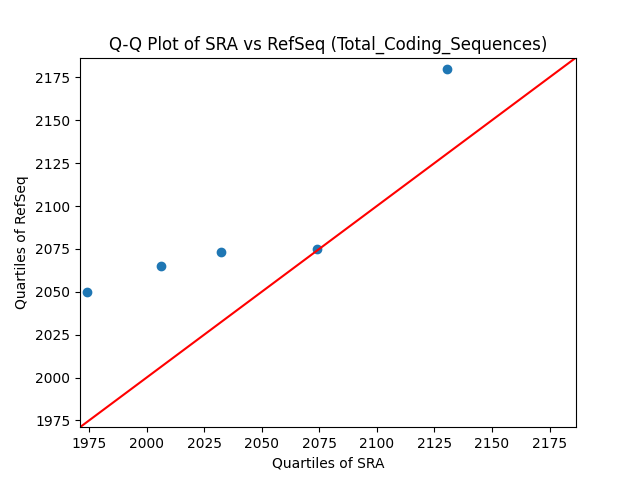 Q-Q Plot of SRA vs RefSeq (Total_Coding_Sequences)
Quartiles of RefSeq
2175
2150
2125
2100
2075
2050
2025
2000
1975
1975 2000 2025 2050 2075 2100 2125 2150 2175
Quartiles of SRA